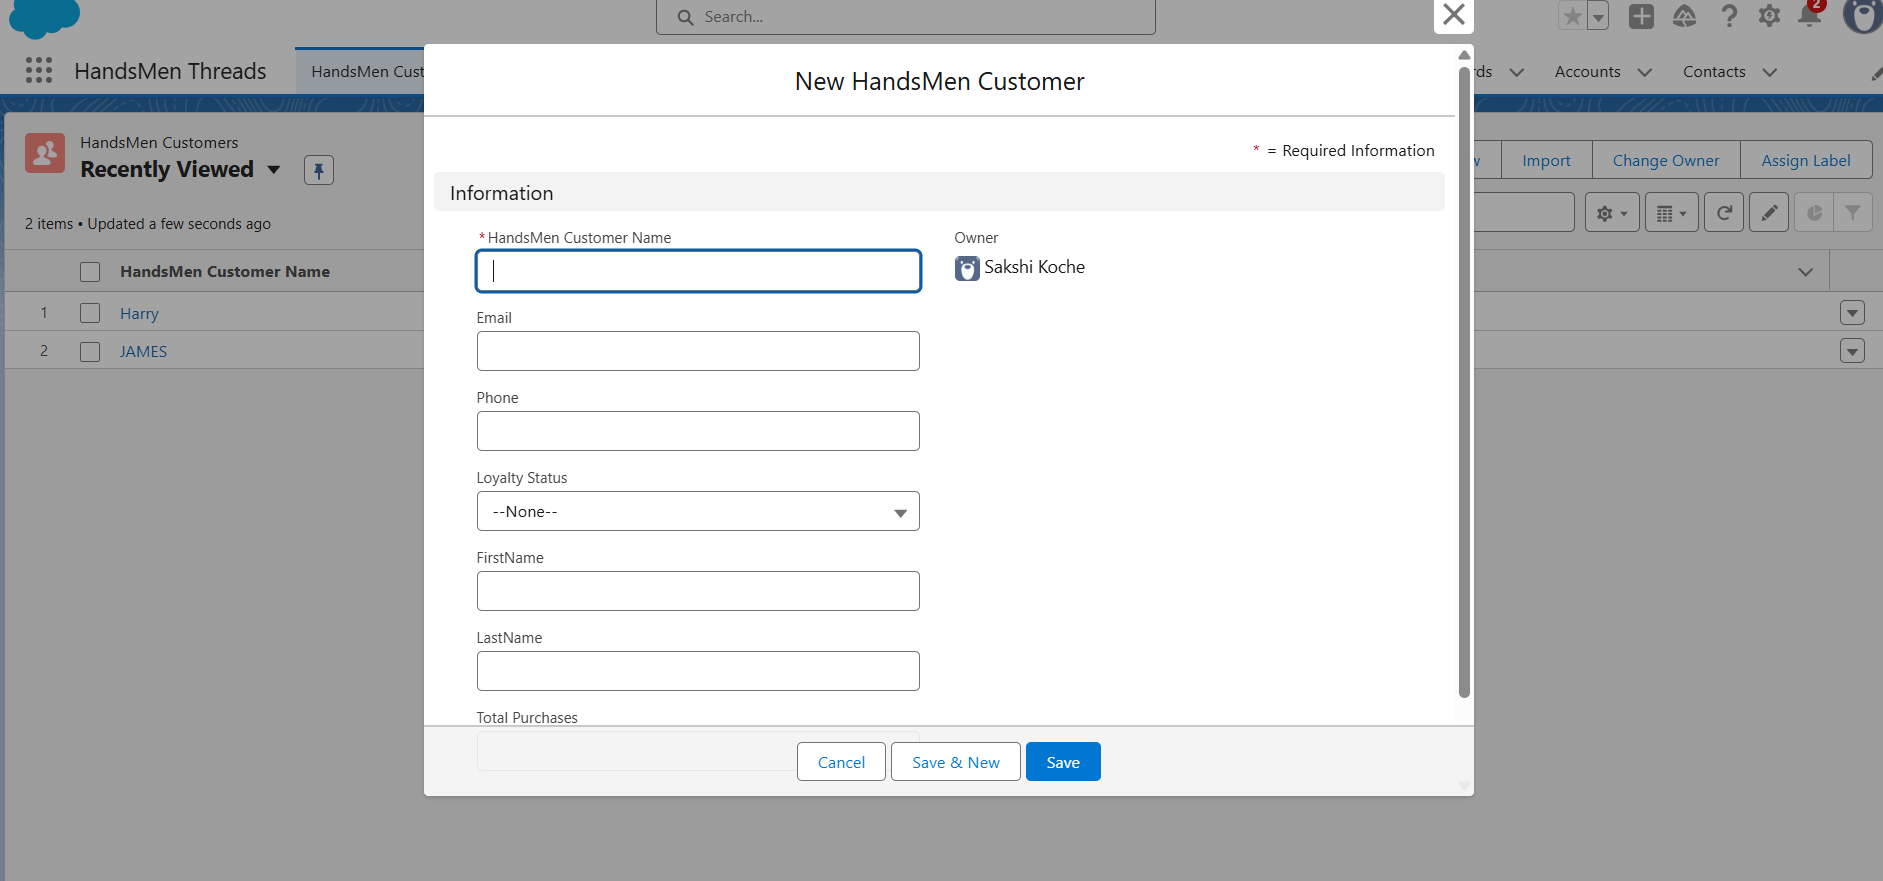 Search...
2
HandsMen Threads
HandsMen Cust
Accounts
Contacts
New HandsMen Customer
* = Required Information
HandsMen Customers
Recently Viewed
Import
Change Owner
Assign Label
Information
2 items • Updated a few seconds ago
*HandsMen Customer Name
Owner
Sakshi Koche
HandsMen Customer Name
1
Harry
2
JAMES
Email
Phone
Loyalty Status
--None--
FirstName
LastName
Total Purchases
Cancel
Save & New
Save